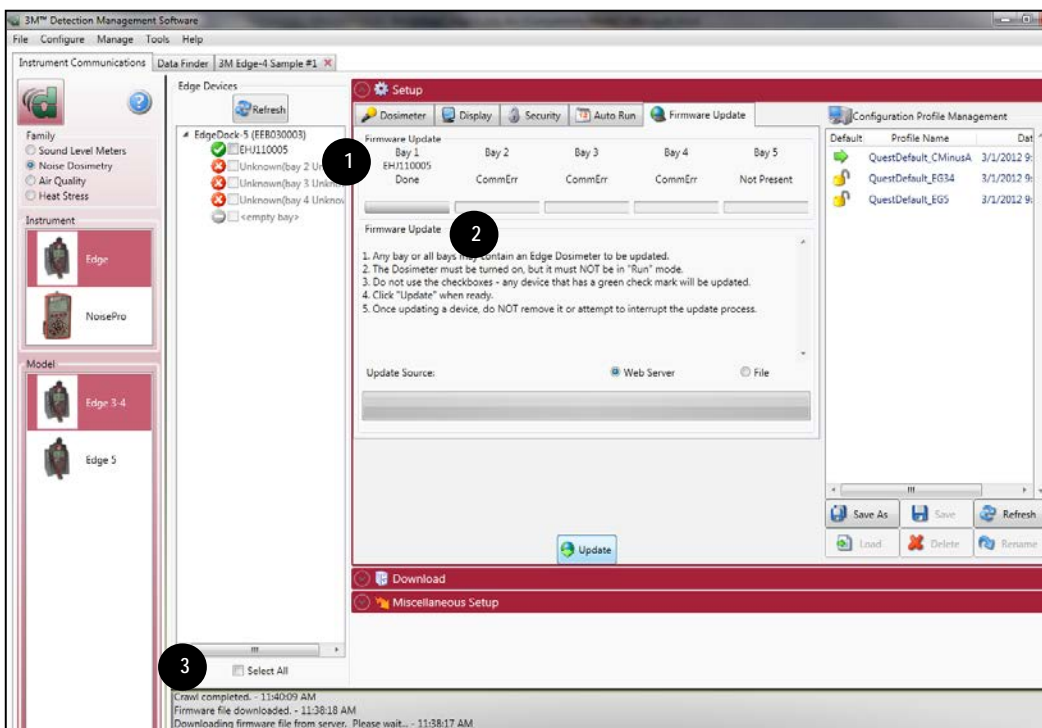 3M™ Detection Management Software
File Configure Manage Tools Help
Instrument Communications Data Finder 3M Edge-4 Sample #1
Family
Sound Level Meters
Noise Dosimetry
Air Quality
Heat Stress
Instrument
Edge
NoisePro
Model
Edge 3-4
Edge 5
Edge Devices
Refresh
EdgeDock-5 (EEB030003)
EHJ110005
Unknown(bay 2
Unknown(bay 3
Unknown(bay 4
<empty bay>
Select All
1
2
3
Setup
Dosimeter Display Security Auto Run Firmware Update
Firmware Update
Bay 1 Bay 2 Bay 3 Bay 4 Bay 5
EHJ110005
Done CommErr CommErr CommErr Not Present
Firmware Update
1. Any bay or all bays may contain an Edge Dosimeter to be updated.
2. The Dosimeter must be turned on, but it must NOT be in "Run" mode.
3. Do not use the checkboxes - any device that has a green check mark will be updated.
4. Click "Update" when ready.
5. Once updating a device, do NOT remove it or attempt to interrupt the update process.
Update Source: Web Server File
Update
Download
Miscellaneous Setup
Configuration Profile Management
Default Profile Name Dat
QuestDefault_CMinusA 3/1/2012 9:
QuestDefault_EG34 3/1/2012 9:
QuestDefault_EG5 3/1/2012 9:
Save As Save Refresh
Load Delete Rename
Crawl completed. - 11:40:09 AM
Firmware file downloaded. - 11:38:18 AM
Downloading firmware file from server. Please wait... - 11:38:17 AM